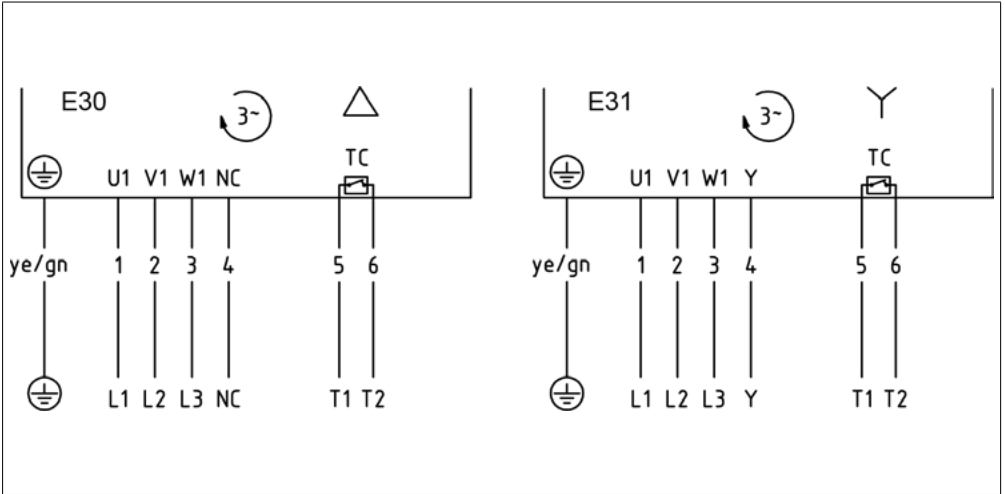 E30 3~ E31 3~
TC TC
U1 V1 W1 NC U1 V1 W1 Y
ye/gn 1 2 3 4 5 6 ye/gn 1 2 3 4 5 6
L1 L2 L3 NC T1 T2 L1 L2 L3 Y T1 T2